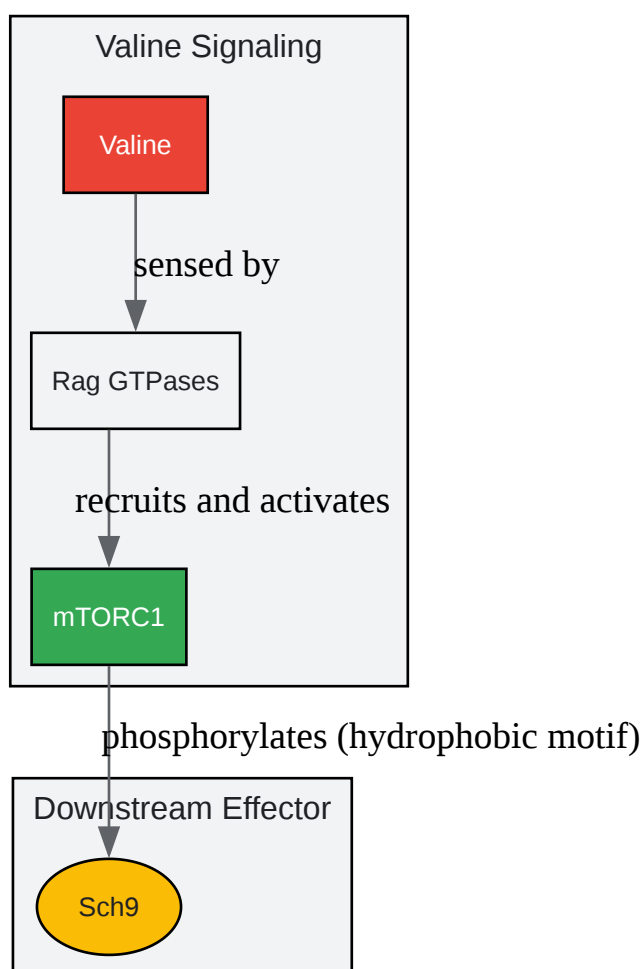 Valine Signaling
Valine
sensed by
Rag GTPases
recruits and activates
mTORC1
phosphorylates (hydrophobic motif)
Downstream Effector
Sch9